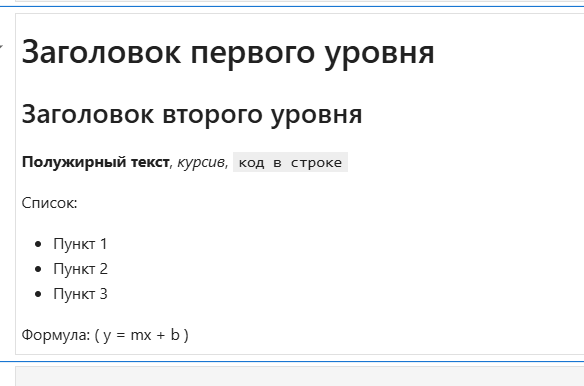 Заголовок первого уровня
Заголовок второго уровня
Полужирный текст, курсив, код в строке
Список:
Пункт 1
Пункт 2
Пункт 3
Формула: ( y = mx + b )